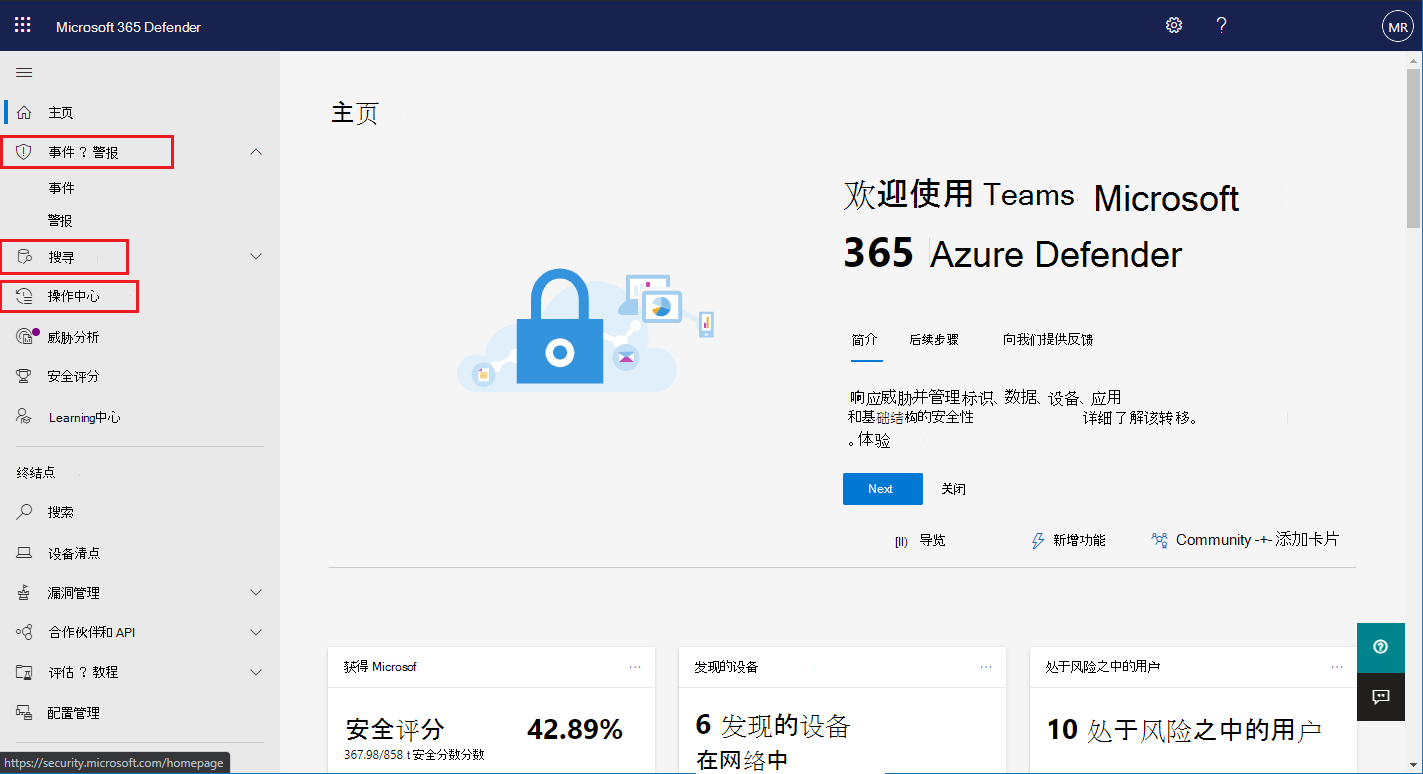 Microsoft 365 Defender
?
MR
主页
事件 ? 警报
事件
警报
搜寻
操作中心
威胁分析
安全评分
Learning中心
终结点
搜索
设备清点
漏洞管理
合作伙伴和 API
评估 ? 教程
配置管理
https://security.microsoft.com/homepage
主页
欢迎使用 Teams Microsoft
365 Azure Defender
简介 后续步骤 向我们提供反馈
响应威胁并管理标识、数据、设备、应用
和基础结构的安全性 详细了解该转移。
。体验
Next 关闭
[II) 导览 新增功能 Community -+- 添加卡片
获得 Microsof
安全评分 42.89%
367.98/858 t 安全分数分数
发现的设备
6 发现的设备
在网络中
处于风险之中的用户
10 处于风险之中的用户